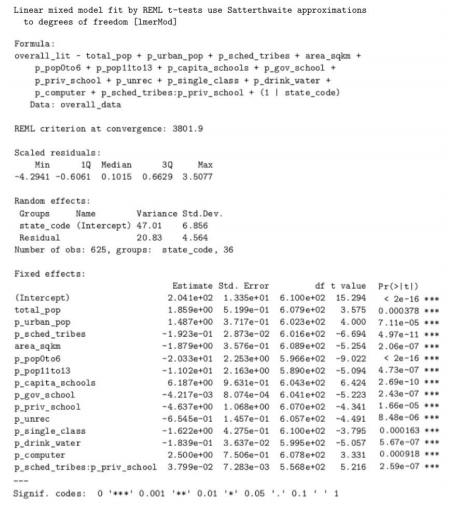 Linear mixed model fit by REML t-tests use Satterthwaite approximations
to degrees of freedom [lmerMod]
Formula:
overall_lit ~ total_pop + p_urban_pop + p_sched_tribes + area_sqkm +
p_pop0to6 + p_pop11to13 + p_capita_schools + p_gov_school +
p_priv_school + p_unrec + p_single_class + p_drink_water +
p_computer + p_sched_tribes:p_priv_school + (1 | state_code)
Data: overall_data
REML criterion at convergence: 3801.9
Scaled residuals:
Min 1Q Median 3Q Max
-4.2941 -0.6061 0.1015 0.6629 3.5077
Random effects:
Groups Name Variance Std.Dev.
state_code (Intercept) 47.01 6.856
Residual 20.83 4.564
Number of obs: 625, groups: state_code, 36
Fixed effects:
Estimate Std. Error df t value Pr(>|t|)
(Intercept) 2.041e+02 1.335e+01 6.100e+02 15.294 < 2e-16 ***
total_pop 1.859e+00 5.199e-01 6.079e+02 3.575 0.000378 ***
p_urban_pop 1.487e+00 3.717e-01 6.023e+02 4.000 7.11e-05 ***
p_sched_tribes -1.923e-01 2.873e-02 6.016e+02 -6.694 4.97e-11 ***
area_sqkm -1.879e+00 3.576e-01 6.089e+02 -5.254 2.06e-07 ***
p_pop0to6 -2.033e+01 2.253e+00 5.966e+02 -9.022 < 2e-16 ***
p_pop11to13 -1.102e+01 2.163e+00 5.890e+02 -5.094 4.73e-07 ***
p_capita_schools 6.187e+00 9.631e-01 6.043e+02 6.424 2.69e-10 ***
p_gov_school -4.217e-03 8.074e-04 6.041e+02 -5.223 2.43e-07 ***
p_priv_school -4.637e+00 1.068e+00 6.070e+02 -4.341 1.66e-05 ***
p_unrec -6.545e-01 1.457e-01 6.057e+02 -4.491 8.48e-06 ***
p_single_class -1.622e+00 4.275e-01 6.100e+02 -3.795 0.000163 ***
p_drink_water -1.839e-01 3.637e-02 5.995e+02 -5.057 5.67e-07 ***
p_computer 2.500e+00 7.506e-01 6.078e+02 3.331 0.000918 ***
p_sched_tribes:p_priv_school 3.799e-02 7.283e-03 5.568e+02 5.216 2.59e-07 ***
---
Signif. codes: 0 '***' 0.001 '**' 0.01 '*' 0.05 '.' 0.1 ' ' 1